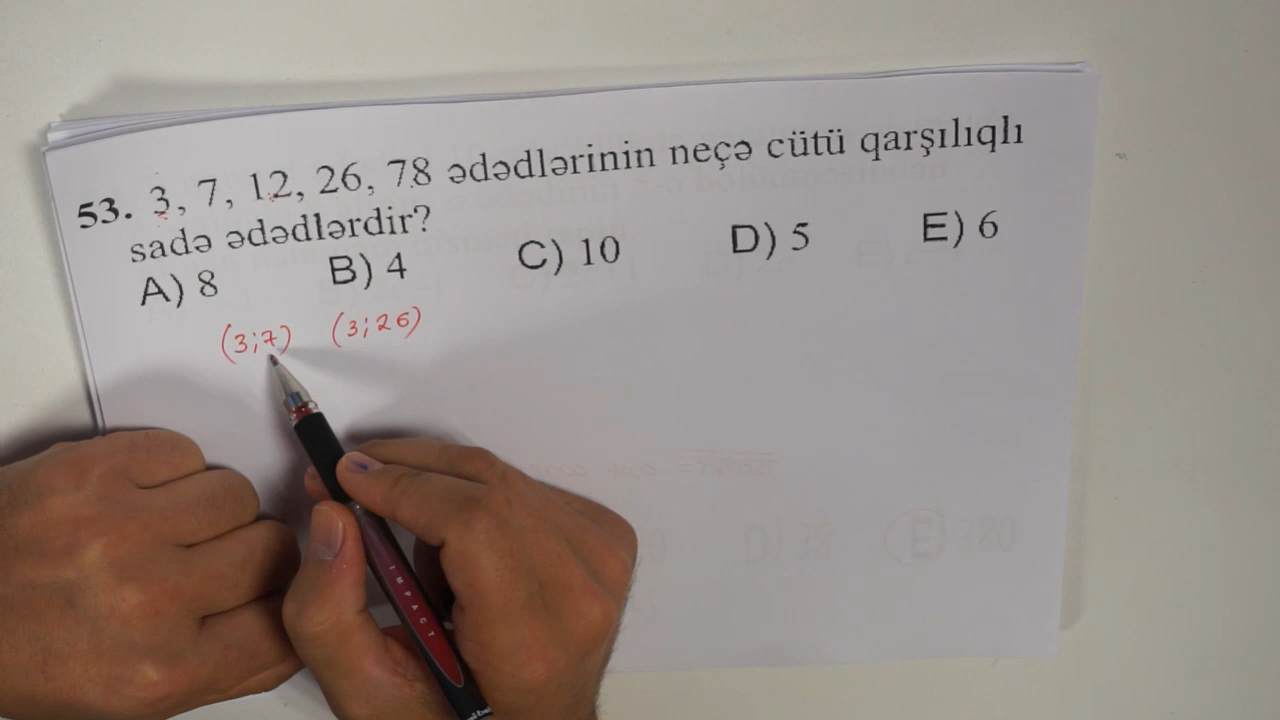 53. 3, 7, 12, 26, 78 ədədlərinin neçə cütü qarşılıqlı
sadə ədədlərdir?
A) 8 B) 4 C) 10 D) 5 E) 6
(3;7) (3;26)
IMPACT